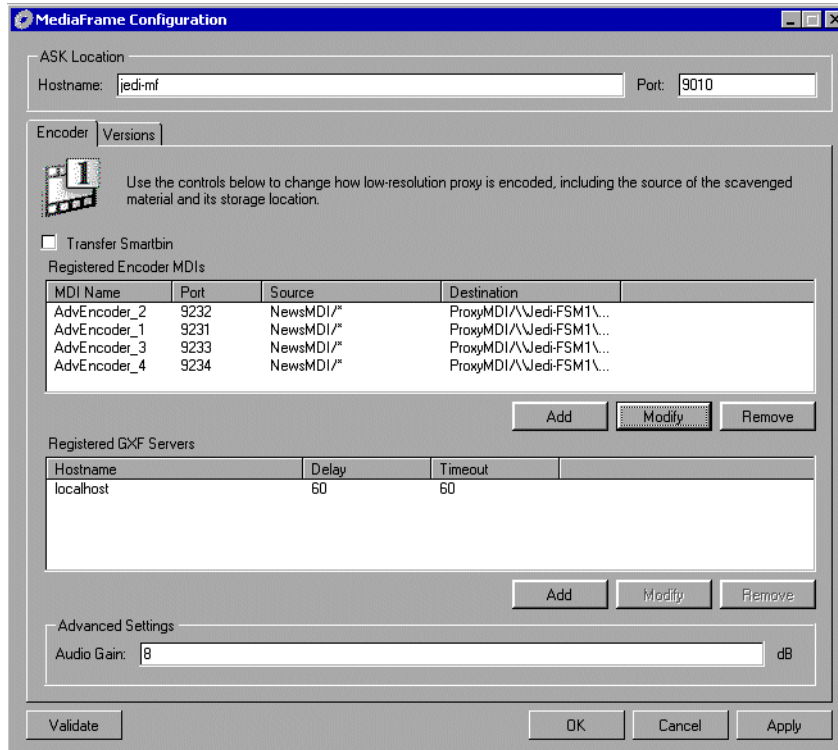 MediaFrame Configuration
ASK Location
Hostname: jedi-mf Port: 9010
Encoder Versions
1
Use the controls below to change how low-resolution proxy is encoded, including the source of the scavenged
material and its storage location.
Transfer Smartbin
Registered Encoder MDIs
MDI Name Port Source Destination
AdvEncoder_2 9232 NewsMDI/* ProxyMDI/\\Jedi-FSM1\...
AdvEncoder_1 9231 NewsMDI/* ProxyMDI/\\Jedi-FSM1\...
AdvEncoder_3 9233 NewsMDI/* ProxyMDI/\\Jedi-FSM1\...
AdvEncoder_4 9234 NewsMDI/* ProxyMDI/\\Jedi-FSM1\...
Add Modify Remove
Registered GXF Servers
Hostname Delay Timeout
localhost 60 60
Add Modify Remove
Advanced Settings
Audio Gain: 8 dB
Validate OK Cancel Apply